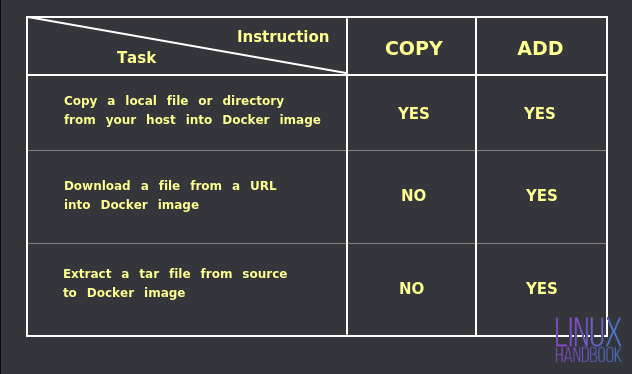 Instruction
Task
COPY
ADD
Copy a local file or directory
from your host into Docker image
YES
YES
Download a file from a URL
into Docker image
NO
YES
Extract a tar file from source
to Docker image
NO
YES
LINUX
HANDBOOK